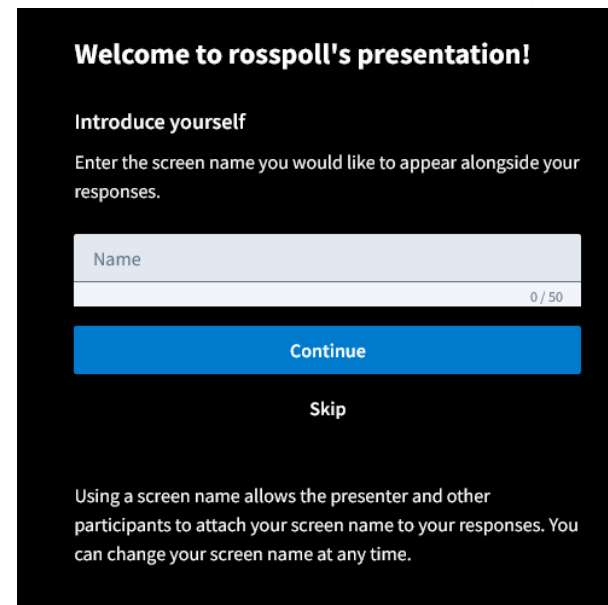 Welcome to rosspoll's presentation!
Introduce yourself
Enter the screen name you would like to appear alongside your
responses.
Name
0 / 50
Continue
Skip
Using a screen name allows the presenter and other
participants to attach your screen name to your responses. You
can change your screen name at any time.